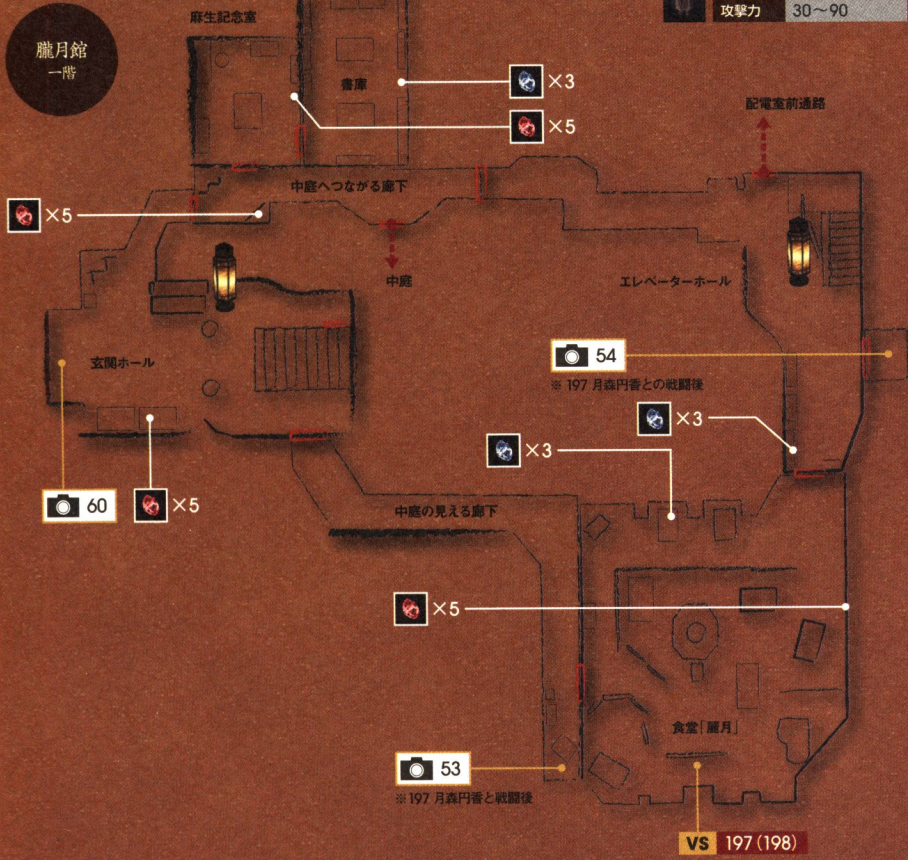 麻生記念室
攻撃力 30～90
朧月館
一階
書庫
×3
×5
配電室前通路
中庭へつながる廊下
×5
中庭
エレベーターホール
玄関ホール
54
※197 月森円香との戦闘後
×3
×3
60
×5
中庭の見える廊下
×5
食堂「麗月」
53
※197 月森円香と戦闘後
VS 197(198)